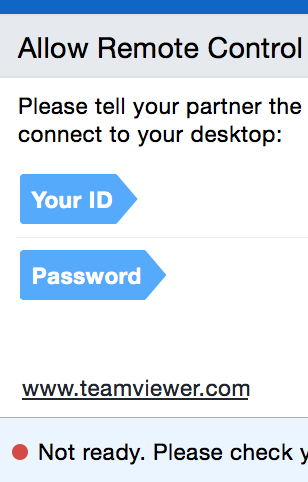 Allow Remote Control
Please tell your partner the
connect to your desktop:
Your ID
Password
www.teamviewer.com
Not ready. Please check y